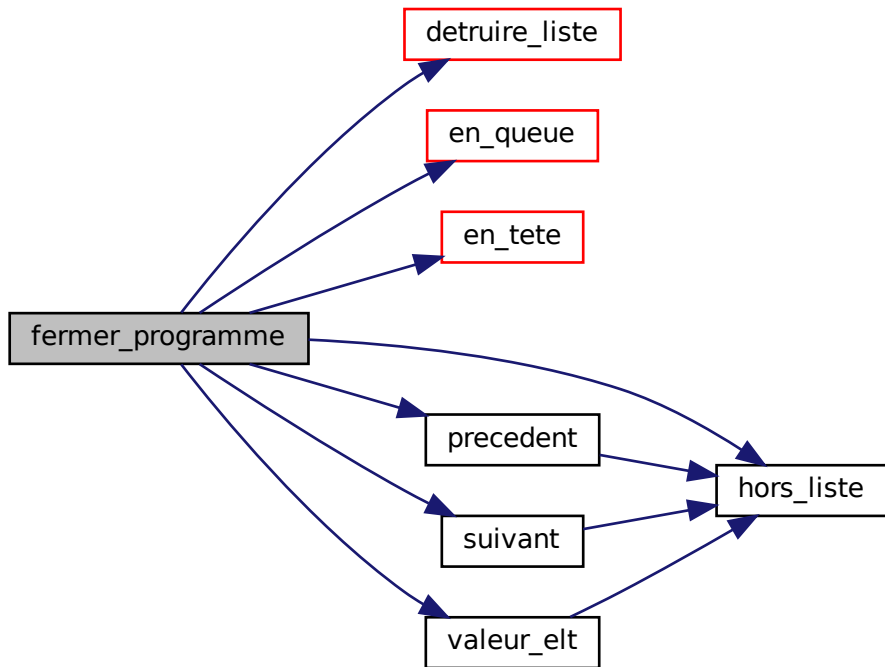 detruire_liste
en_queue
en_tete
fermer_programme
precedent
hors_liste
suivant
valeur_elt